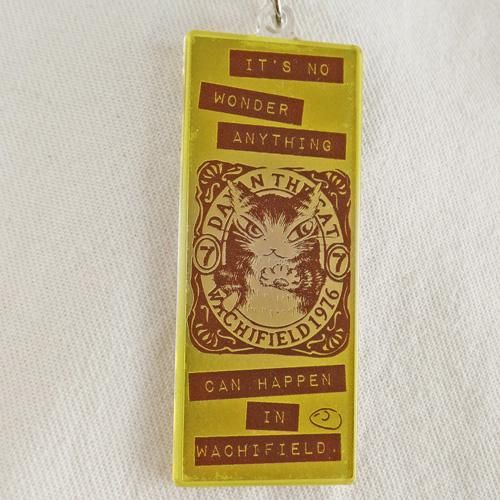 IT'S NO
WONDER
ANYTHING
DAYAN THE CAT
7 7
WACHIFIELD 1976
CAN HAPPEN
IN
WACHIFIELD.